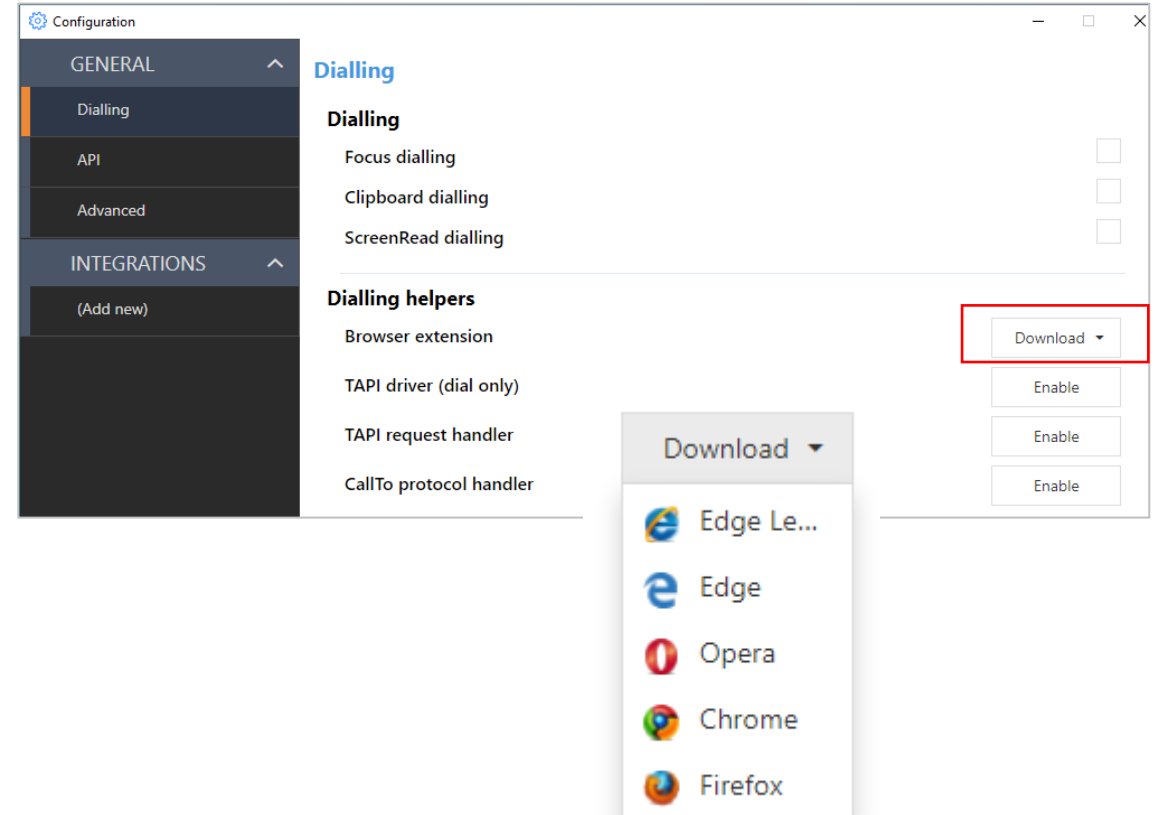 Configuration
GENERAL
Dialling
API
Advanced
INTEGRATIONS
(Add new)
Dialling
Dialling
Focus dialling
Clipboard dialling
ScreenRead dialling
Dialling helpers
Browser extension Download
TAPI driver (dial only) Enable
TAPI request handler Enable
CallTo protocol handler Enable
Download
Edge Le...
Edge
Opera
Chrome
Firefox